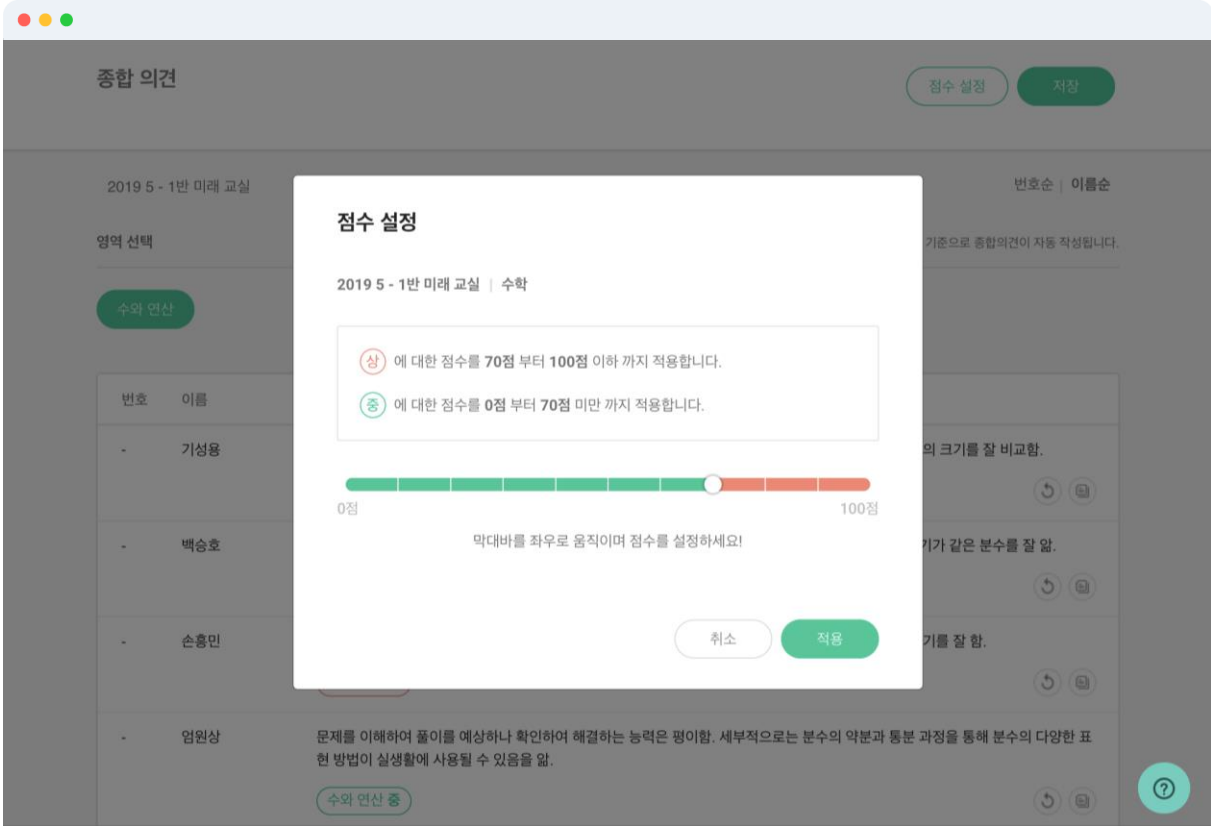 종합 의견
점수 설정
저장
2019 5 - 1반 미래 교실
번호순 | 이름순
영역 선택
기준으로 종합의견이 자동 작성됩니다.
수와 연산
점수 설정
2019 5 - 1반 미래 교실 | 수학
상 에 대한 점수를 70점 부터 100점 이하 까지 적용합니다.
중 에 대한 점수를 0점 부터 70점 미만 까지 적용합니다.
0점
100점
막대바를 좌우로 움직이며 점수를 설정하세요!
취소
적용
번호 이름
- 기성용
의 크기를 잘 비교함.
- 백승호
기가 같은 분수를 잘 앎.
- 손흥민
기를 잘 함.
- 엄원상
문제를 이해하여 풀이를 예상하나 확인하여 해결하는 능력은 평이함. 세부적으로는 분수의 약분과 통분 과정을 통해 분수의 다양한 표
현 방법이 실생활에 사용될 수 있음을 앎.
수와 연산 중
?